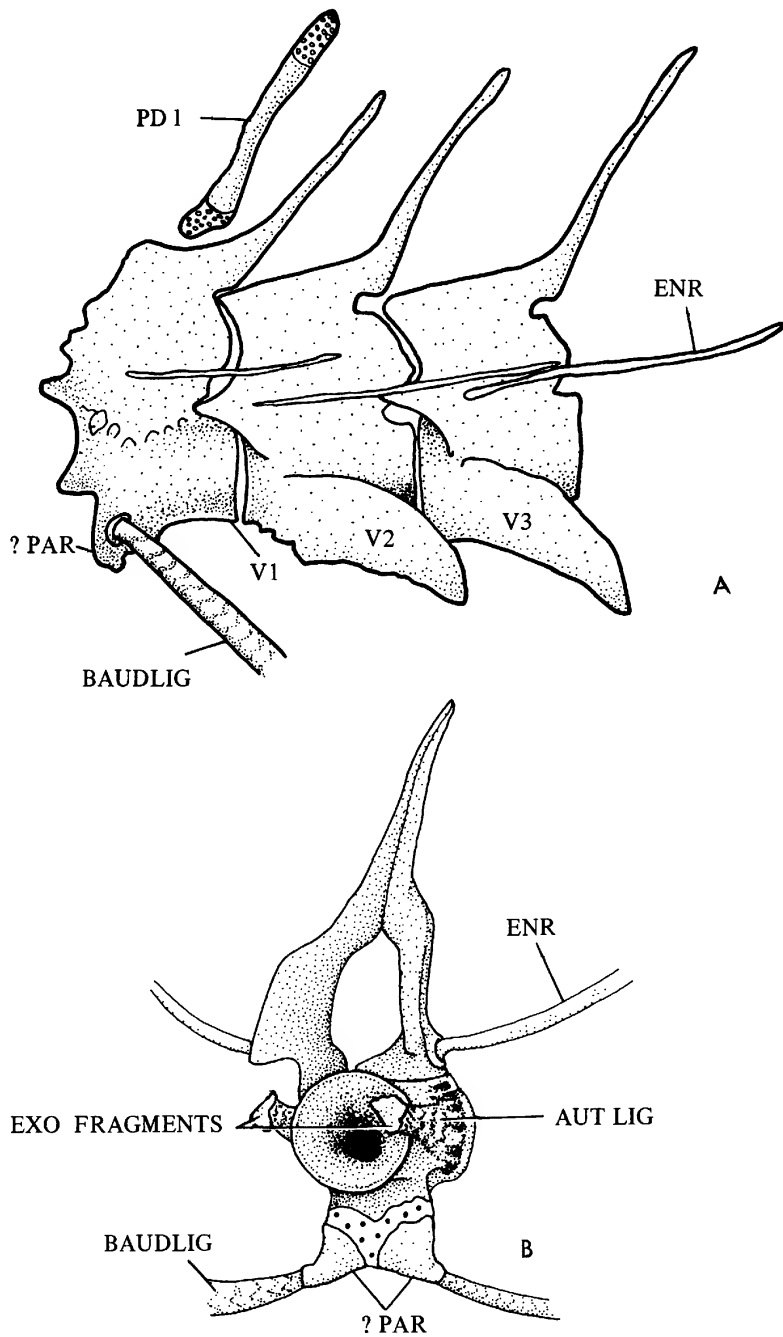 PD 1
ENR
? PAR
V1
V2
V3
A
BAUDLIG
ENR
EXO FRAGMENTS
AUT LIG
BAUDLIG
B
? PAR